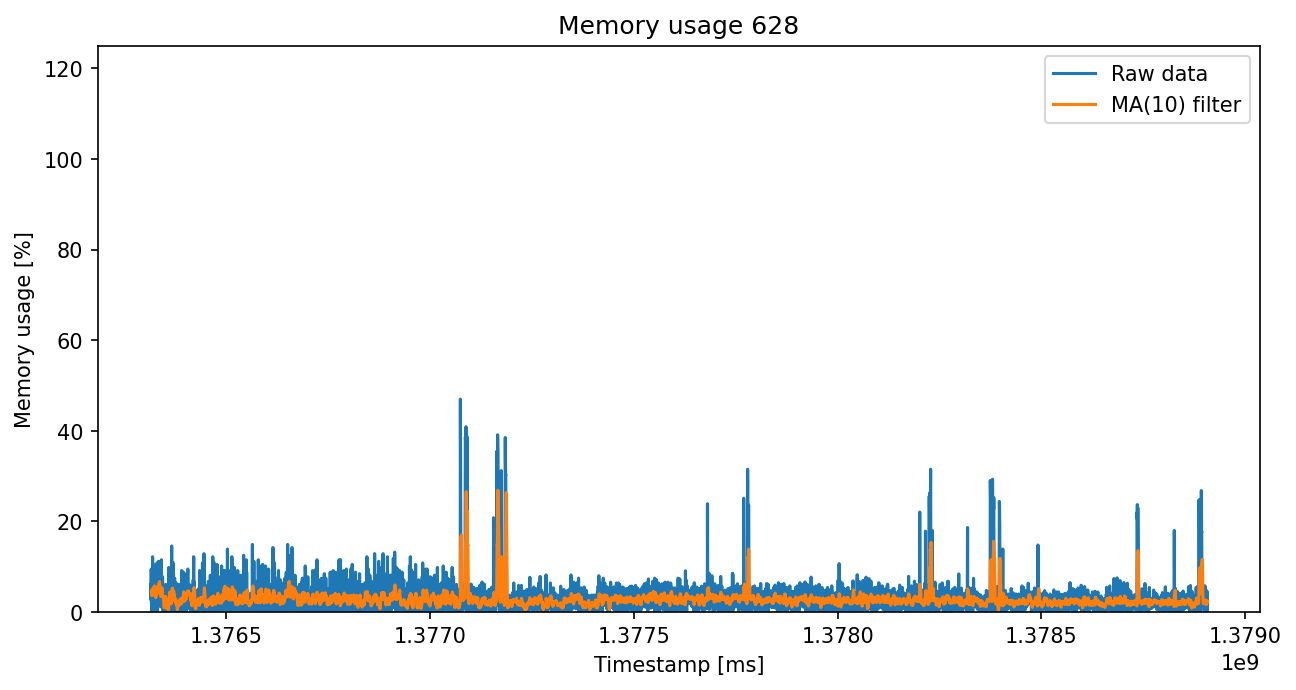 Memory usage 628
Raw data
MA(10) filter
Memory usage [%]
120
100
80
60
40
20
0
1.3765 1.3770 1.3775 1.3780 1.3785 1.3790
1e9
Timestamp [ms]